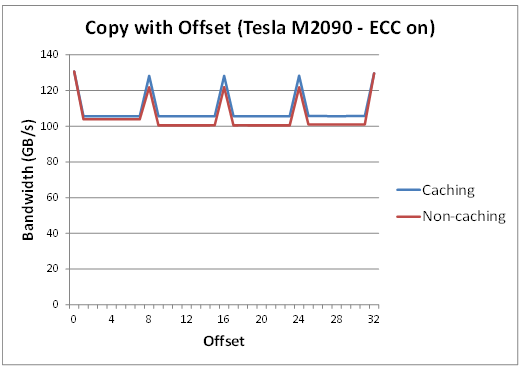 Copy with Offset (Tesla M2090 - ECC on)
140
120
100
80
60
40
20
0
Bandwidth (GB/s)
0 4 8 12 16 20 24 28 32
Offset
Caching
Non-caching